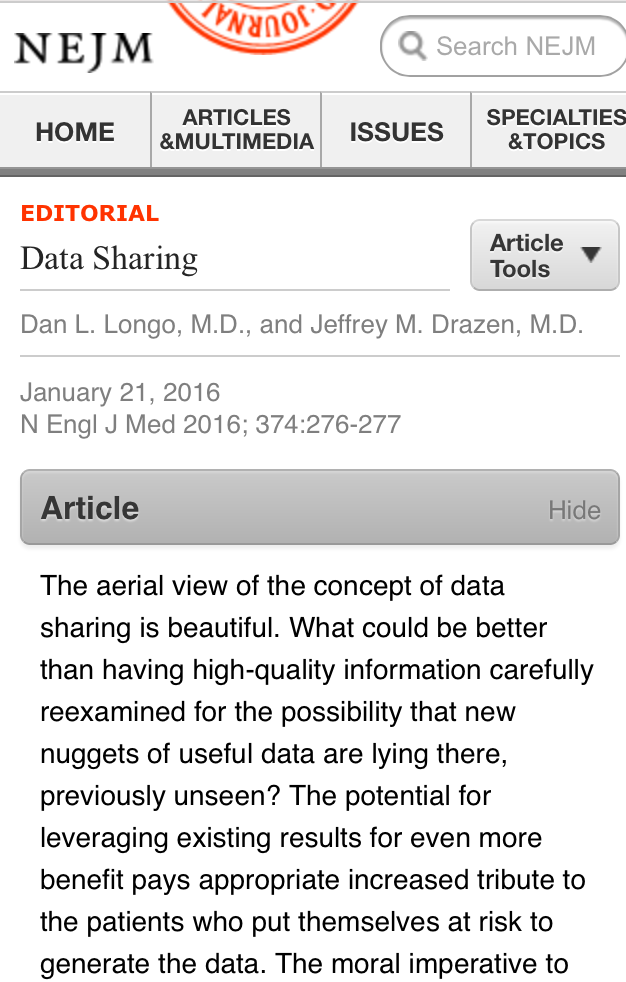 NEJM
JOURNAL
Search NEJM
HOME
ARTICLES
&MULTIMEDIA
ISSUES
SPECIALTIES
&TOPICS
EDITORIAL
Data Sharing
Article
Tools
Dan L. Longo, M.D., and Jeffrey M. Drazen, M.D.
January 21, 2016
N Engl J Med 2016; 374:276-277
Article
Hide
The aerial view of the concept of data
sharing is beautiful. What could be better
than having high-quality information carefully
reexamined for the possibility that new
nuggets of useful data are lying there,
previously unseen? The potential for
leveraging existing results for even more
benefit pays appropriate increased tribute to
the patients who put themselves at risk to
generate the data. The moral imperative to